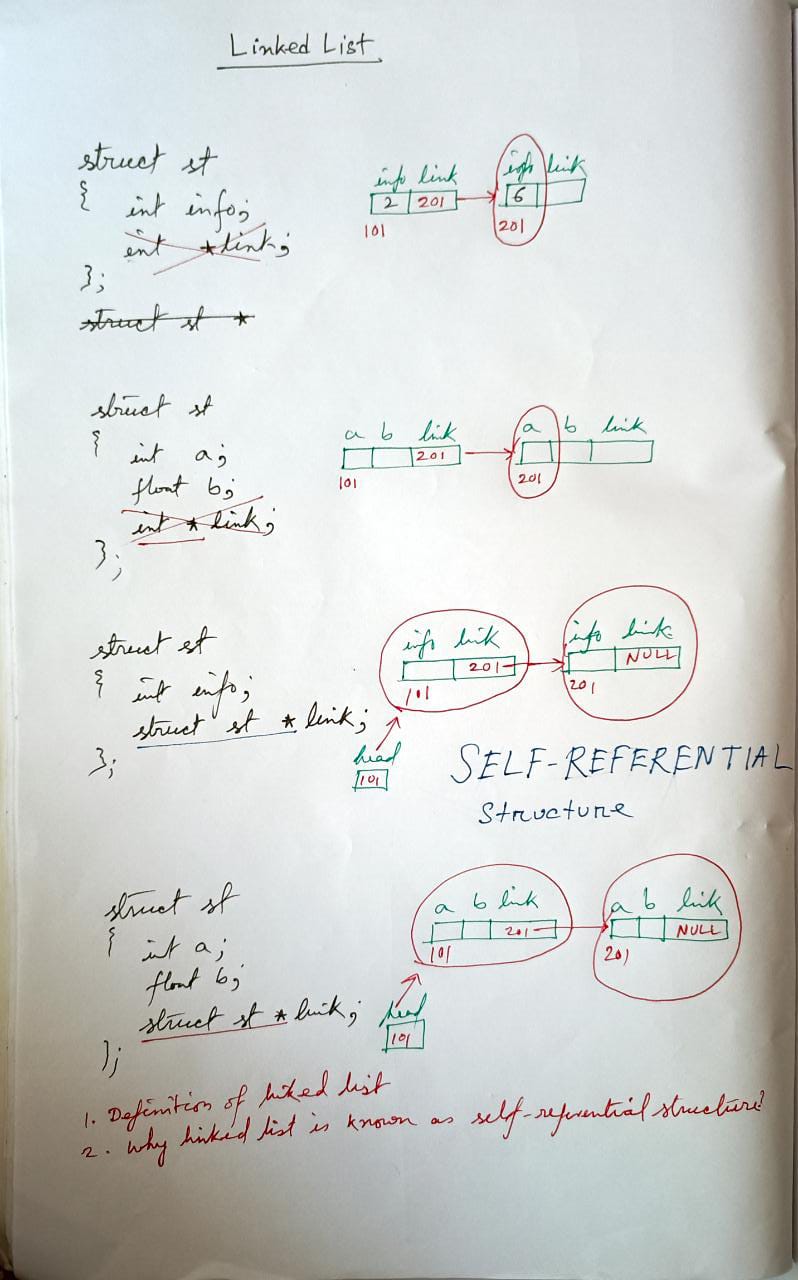 Linked List
struct st
{ int info;
int *link;
};
struct st *
info link info link
2 201 6
101 201
struct st
{ int a;
float b;
int * link;
};
a b link a b link
201
101 201
struct st
{ int info;
struct st * link;
};
info link info link
201 NULL
101 201
head
101
SELF-REFERENTIAL
Structure
struct st
{ int a;
float b;
struct st * link;
};
a b link a b link
201 NULL
101 201
head
101
1. Definition of linked list
2. Why linked list is known as self-referential structure?